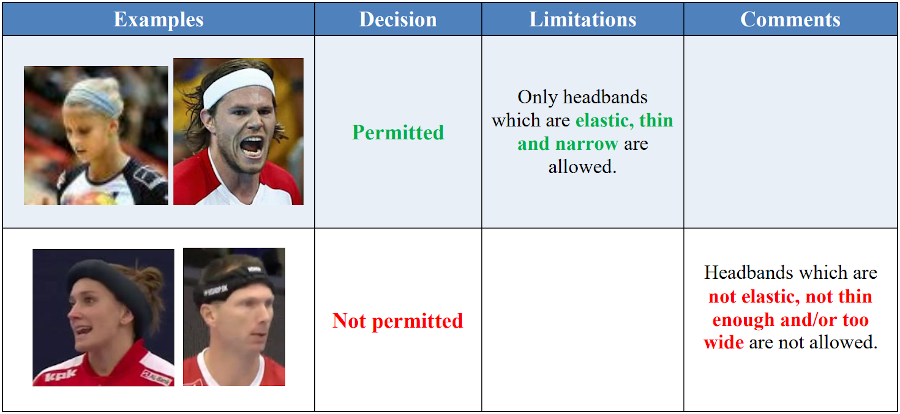 Examples
Decision
Limitations
Comments
Permitted
Only headbands
which are elastic, thin
and narrow are
allowed.
Not permitted
Headbands which are
not elastic, not thin
enough and/or too
wide are not allowed.